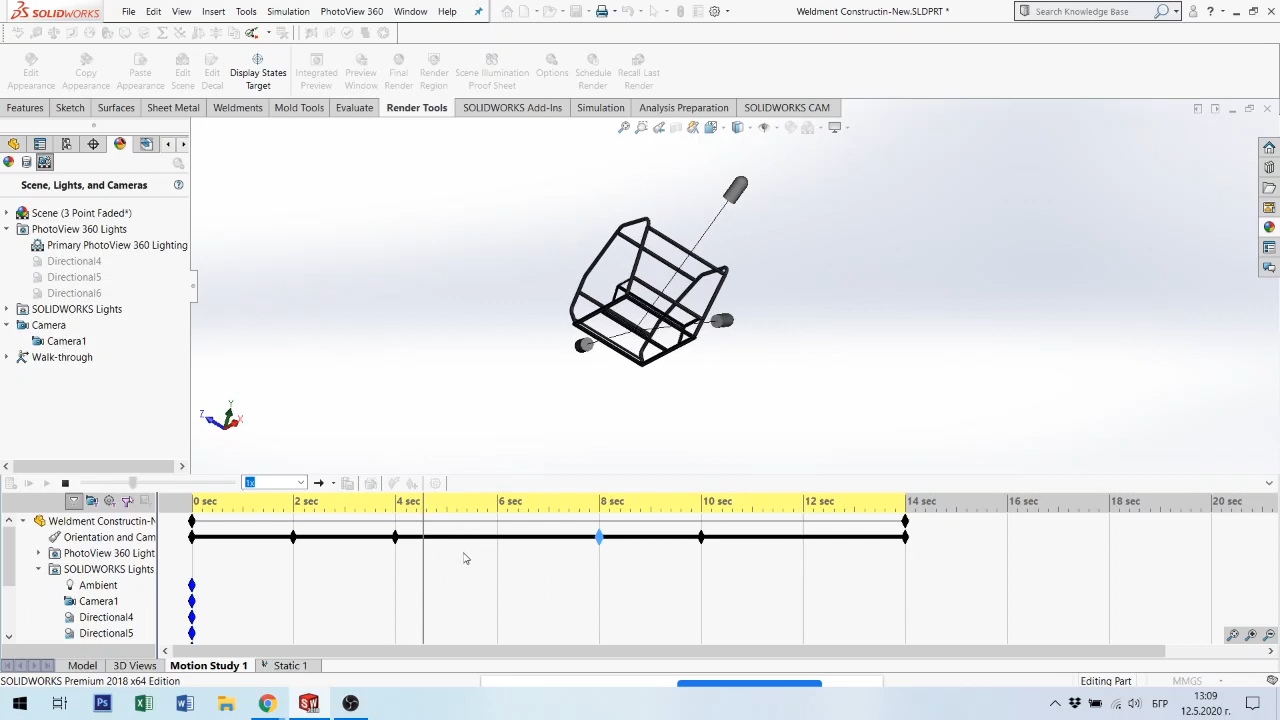 SOLIDWORKS
File Edit View Insert Tools Simulation PhotoView 360 Window Help
Weldment Constructin-New.SLDPRT *
Search Knowledge Base
Edit Appearance
Copy Appearance
Paste Appearance
Edit Scene
Edit Decal
Display States Target
Integrated Preview
Preview Window
Final Render
Render Region
Scene Illumination Proof Sheet
Options
Schedule Render
Recall Last Render
Features Sketch Surfaces Sheet Metal Weldments Mold Tools Evaluate Render Tools SOLIDWORKS Add-Ins Simulation Analysis Preparation SOLIDWORKS CAM
Scene, Lights, and Cameras
Scene (3 Point Faded*)
PhotoView 360 Lights
Primary PhotoView 360 Lighting
Directional4
Directional5
Directional6
SOLIDWORKS Lights
Camera
Camera1
Walk-through
Y
Z
X
1x
0 sec 2 sec 4 sec 6 sec 8 sec 10 sec 12 sec 14 sec 16 sec 18 sec 20 sec
Weldment Constructin-N
Orientation and Cam
PhotoView 360 Light
SOLIDWORKS Lights
Ambient
Camera1
Directional4
Directional5
Model 3D Views Motion Study 1 Static 1
SOLIDWORKS Premium 2018 x64 Edition
Editing Part
MMGS
БГР
13:09
12.5.2020 г.